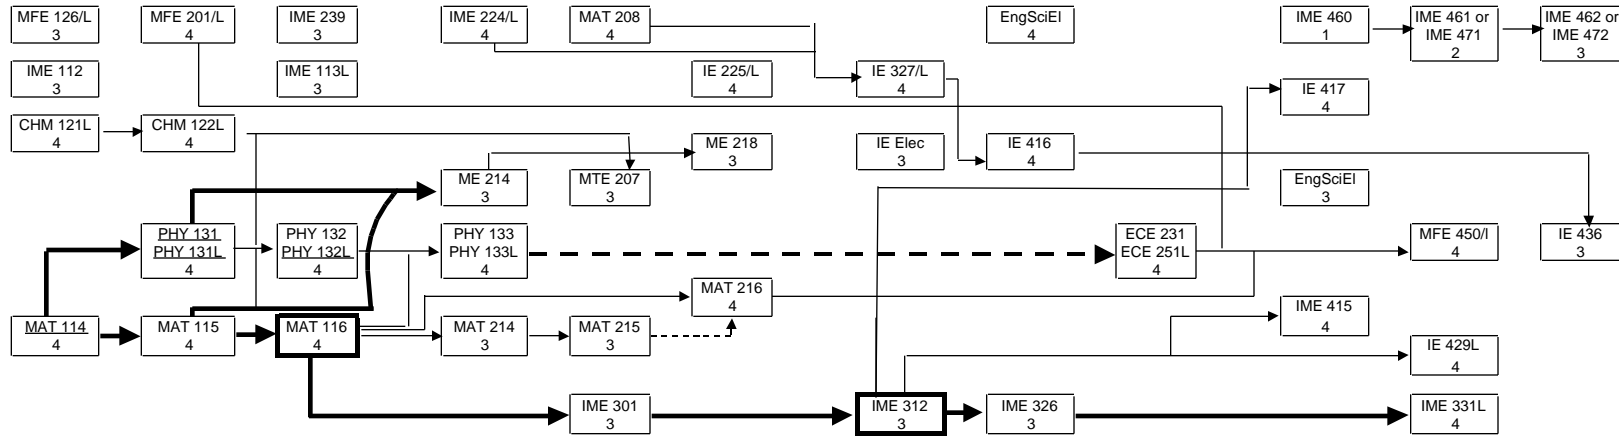 MFE 126/L
3
MFE 201/L
4
IME 239
3
IME 224/L
4
MAT 208
4
EngSciEl
4
IME 460
1
IME 461 or
IME 471
2
IME 462 or
IME 472
3
IME 112
3
IME 113L
3
IE 225/L
4
IE 327/L
4
IE 417
4
CHM 121L
4
CHM 122L
4
ME 218
3
IE Elec
3
IE 416
4
ME 214
3
MTE 207
3
EngSciEl
3
PHY 131
PHY 131L
4
PHY 132
PHY 132L
4
PHY 133
PHY 133L
4
ECE 231
ECE 251L
4
MFE 450/l
4
IE 436
3
MAT 216
4
MAT 114
4
MAT 115
4
MAT 116
4
MAT 214
3
MAT 215
3
IME 415
4
IE 429L
4
IME 301
3
IME 312
3
IME 326
3
IME 331L
4